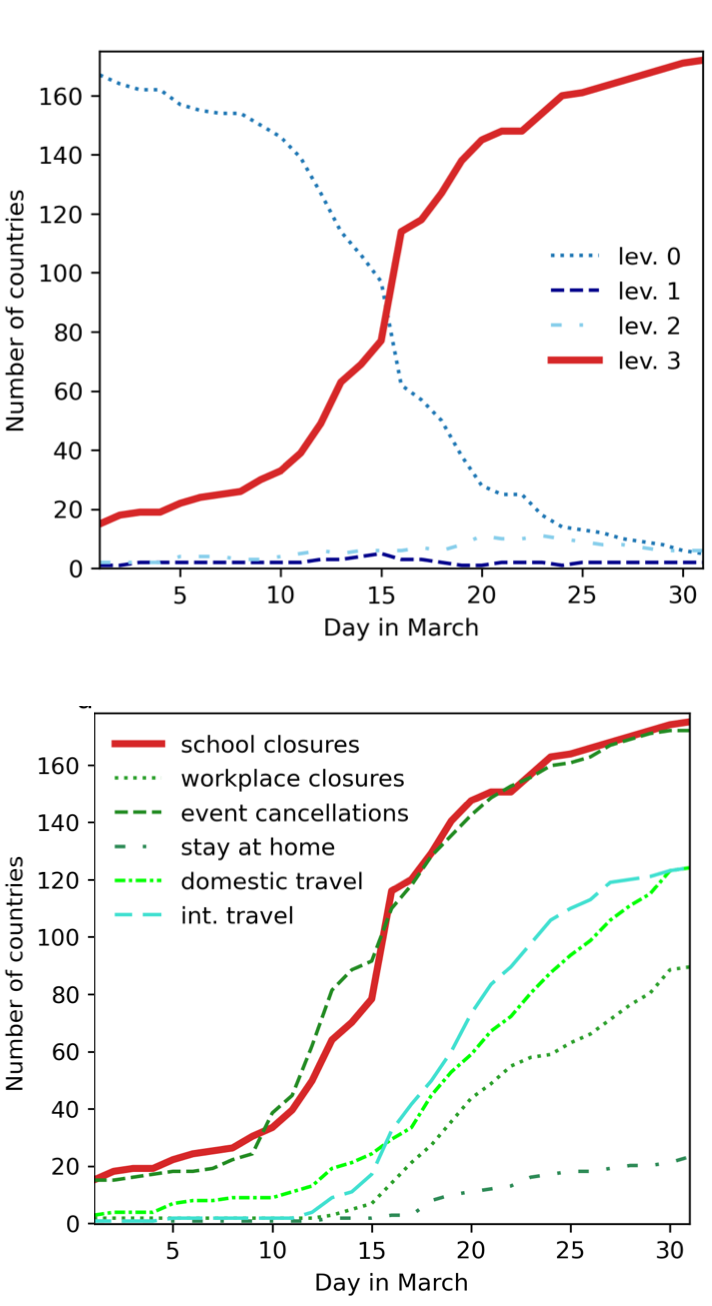 160
140
120
100
80
60
40
20
0
Number of countries
lev. 0
lev. 1
lev. 2
lev. 3
5 10 15 20 25 30
Day in March
school closures
workplace closures
event cancellations
stay at home
domestic travel
int. travel
160
140
120
100
80
60
40
20
0
Number of countries
5 10 15 20 25 30
Day in March